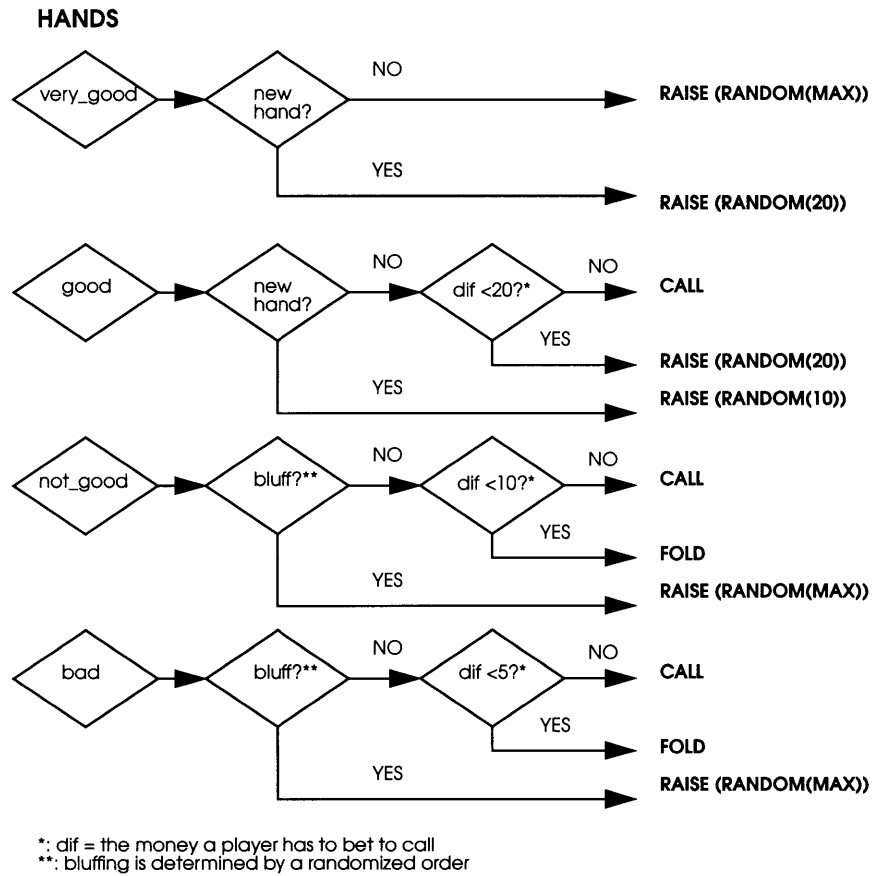 HANDS
very_good
new
hand?
NO
RAISE (RANDOM(MAX))
YES
RAISE (RANDOM(20))
good
new
hand?
NO
dif <20?*
NO
CALL
YES
RAISE (RANDOM(20))
YES
RAISE (RANDOM(10))
not_good
bluff?**
NO
dif <10?*
NO
CALL
YES
FOLD
YES
RAISE (RANDOM(MAX))
bad
bluff?**
NO
dif <5?*
NO
CALL
YES
FOLD
YES
RAISE (RANDOM(MAX))
*: dif = the money a player has to bet to call
**: bluffing is determined by a randomized order